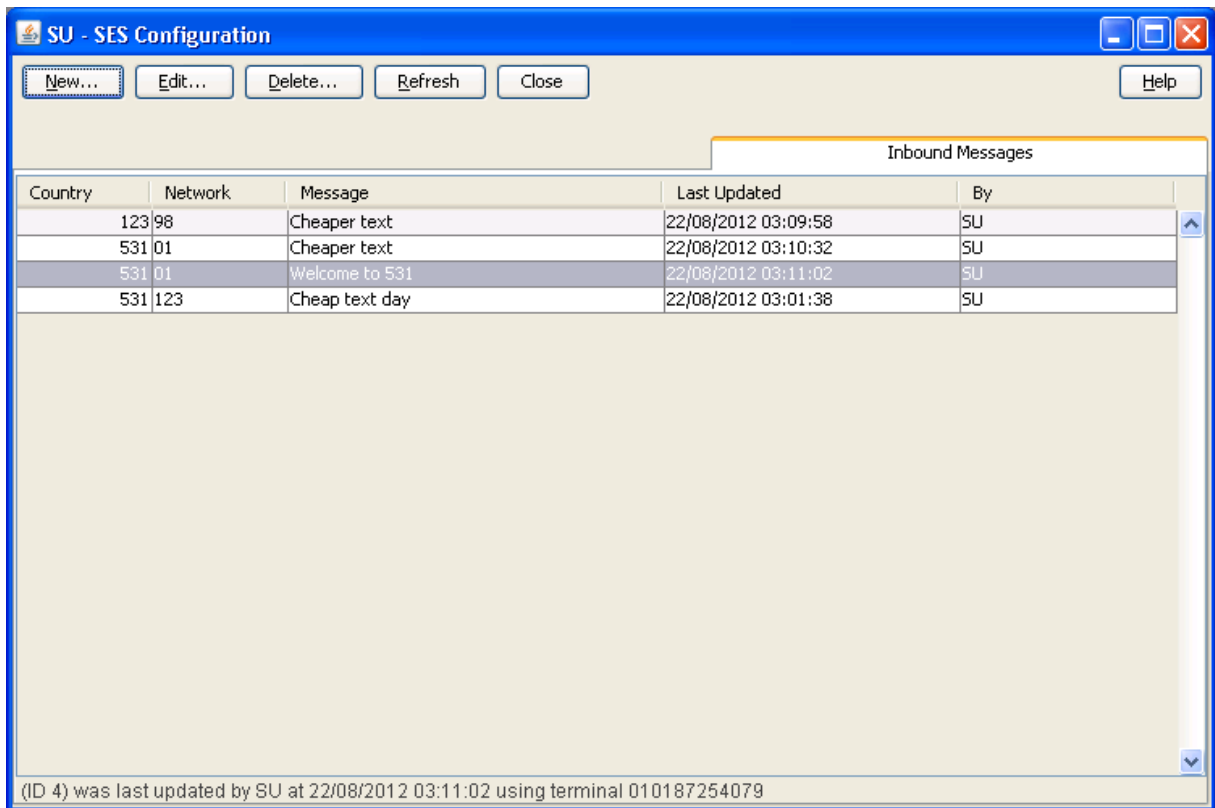 SU - SES Configuration
New... Edit... Delete... Refresh Close Help
Inbound Messages
Country Network Message Last Updated By
123 98 Cheaper text 22/08/2012 03:09:58 SU
531 01 Cheaper text 22/08/2012 03:10:32 SU
531 01 Welcome to 531 22/08/2012 03:11:02 SU
531 123 Cheap text day 22/08/2012 03:01:38 SU
(ID 4) was last updated by SU at 22/08/2012 03:11:02 using terminal 010187254079